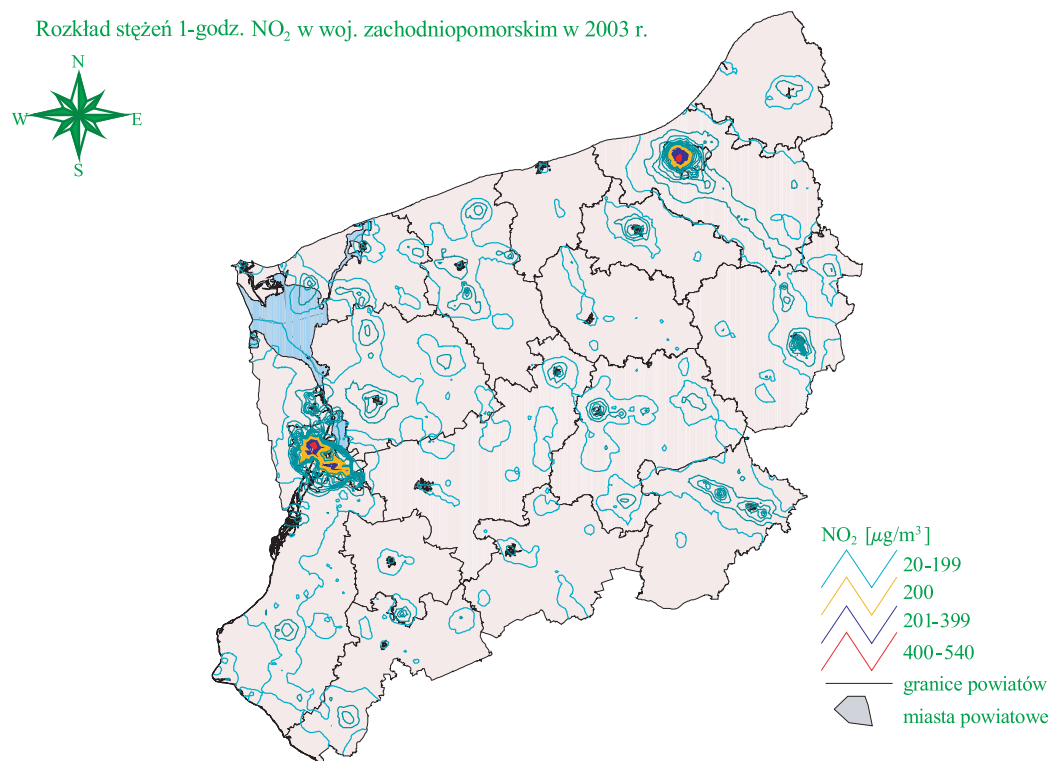 Rozkład stężeń 1-godz. NO₂ w woj. zachodniopomorskim w 2003 r.
N
W
E
S
NO₂ [μg/m³]
20-199
200
201-399
400-540
granice powiatów
miasta powiatowe